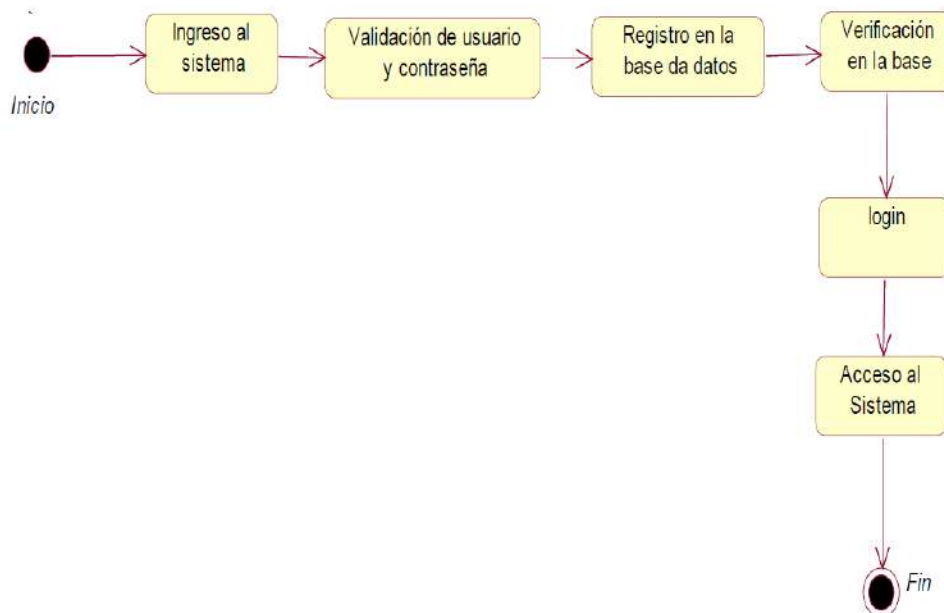 Inicio
Ingreso al
sistema
Validación de usuario
y contraseña
Registro en la
base da datos
Verificación
en la base
login
Acceso al
Sistema
Fin